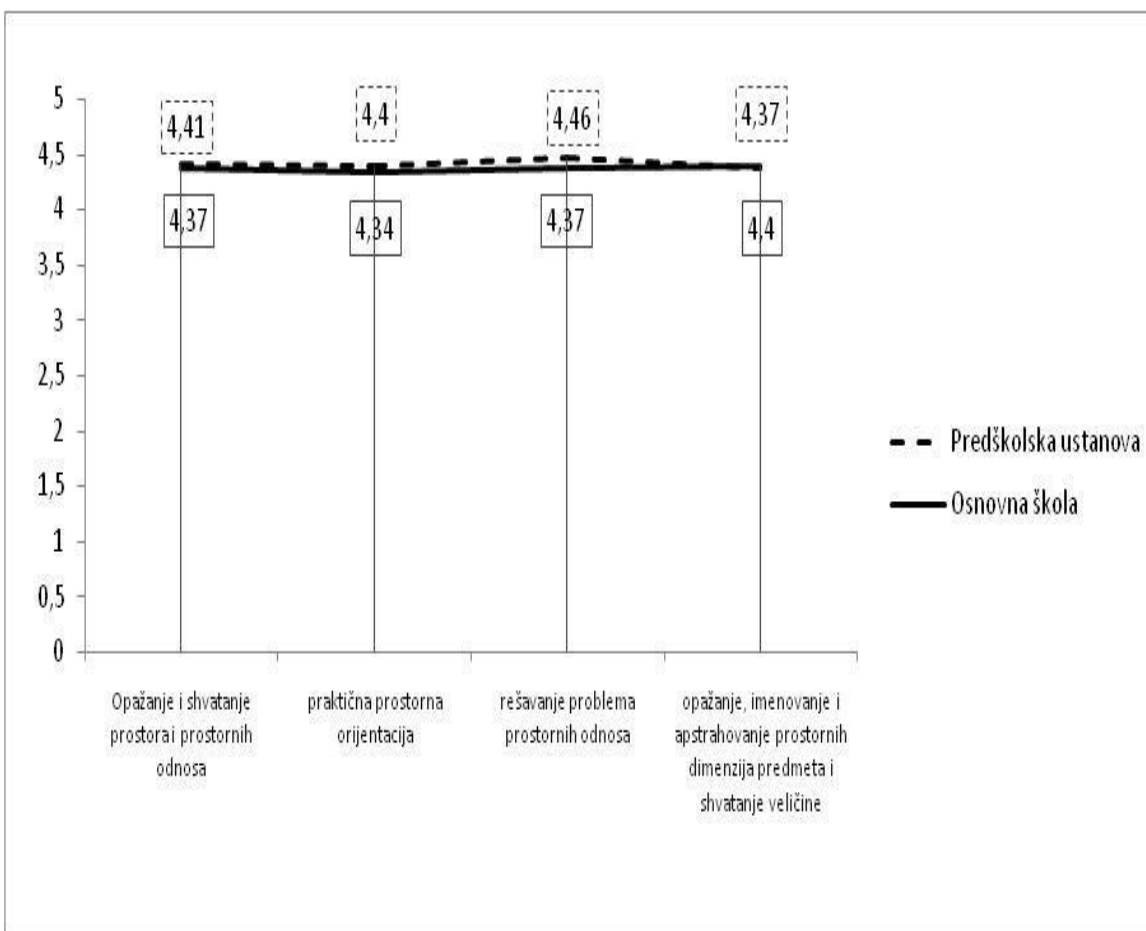 5
4,5
4
3,5
3
2,5
2
1,5
1
0,5
0
4,41
4,4
4,46
4,37
4,37
4,34
4,37
4,4
Predškolska ustanova
Osnovna škola
Opažanje i shvatanje
prostora i prostornih
odnosa
praktična prostorna
orijentacija
rešavanje problema
prostornih odnosa
opažanje, imenovanje i
apstrahovanje prostornih
dimenzija predmeta i
shvatanje veličine